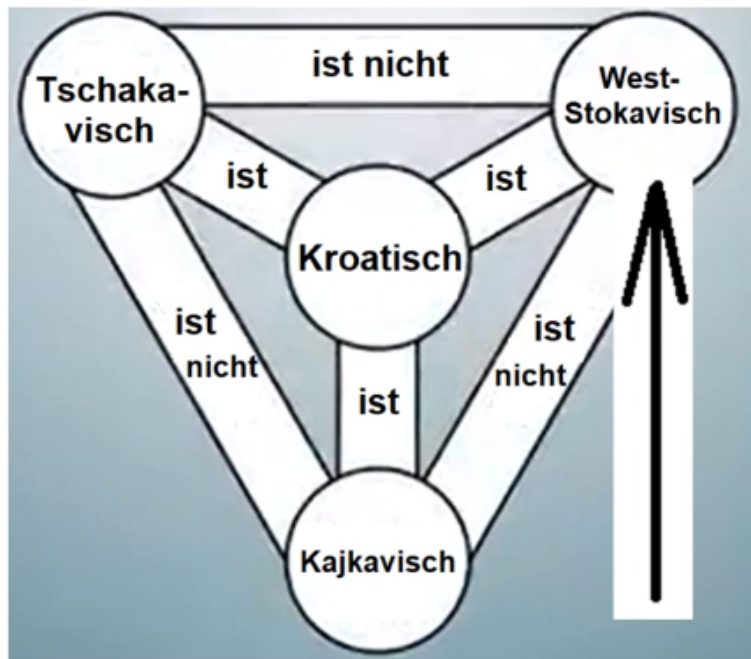 ist nicht
Tschaka-
visch
West-
Stokavisch
ist
ist
Kroatisch
ist
nicht
ist
nicht
ist
Kajkavisch